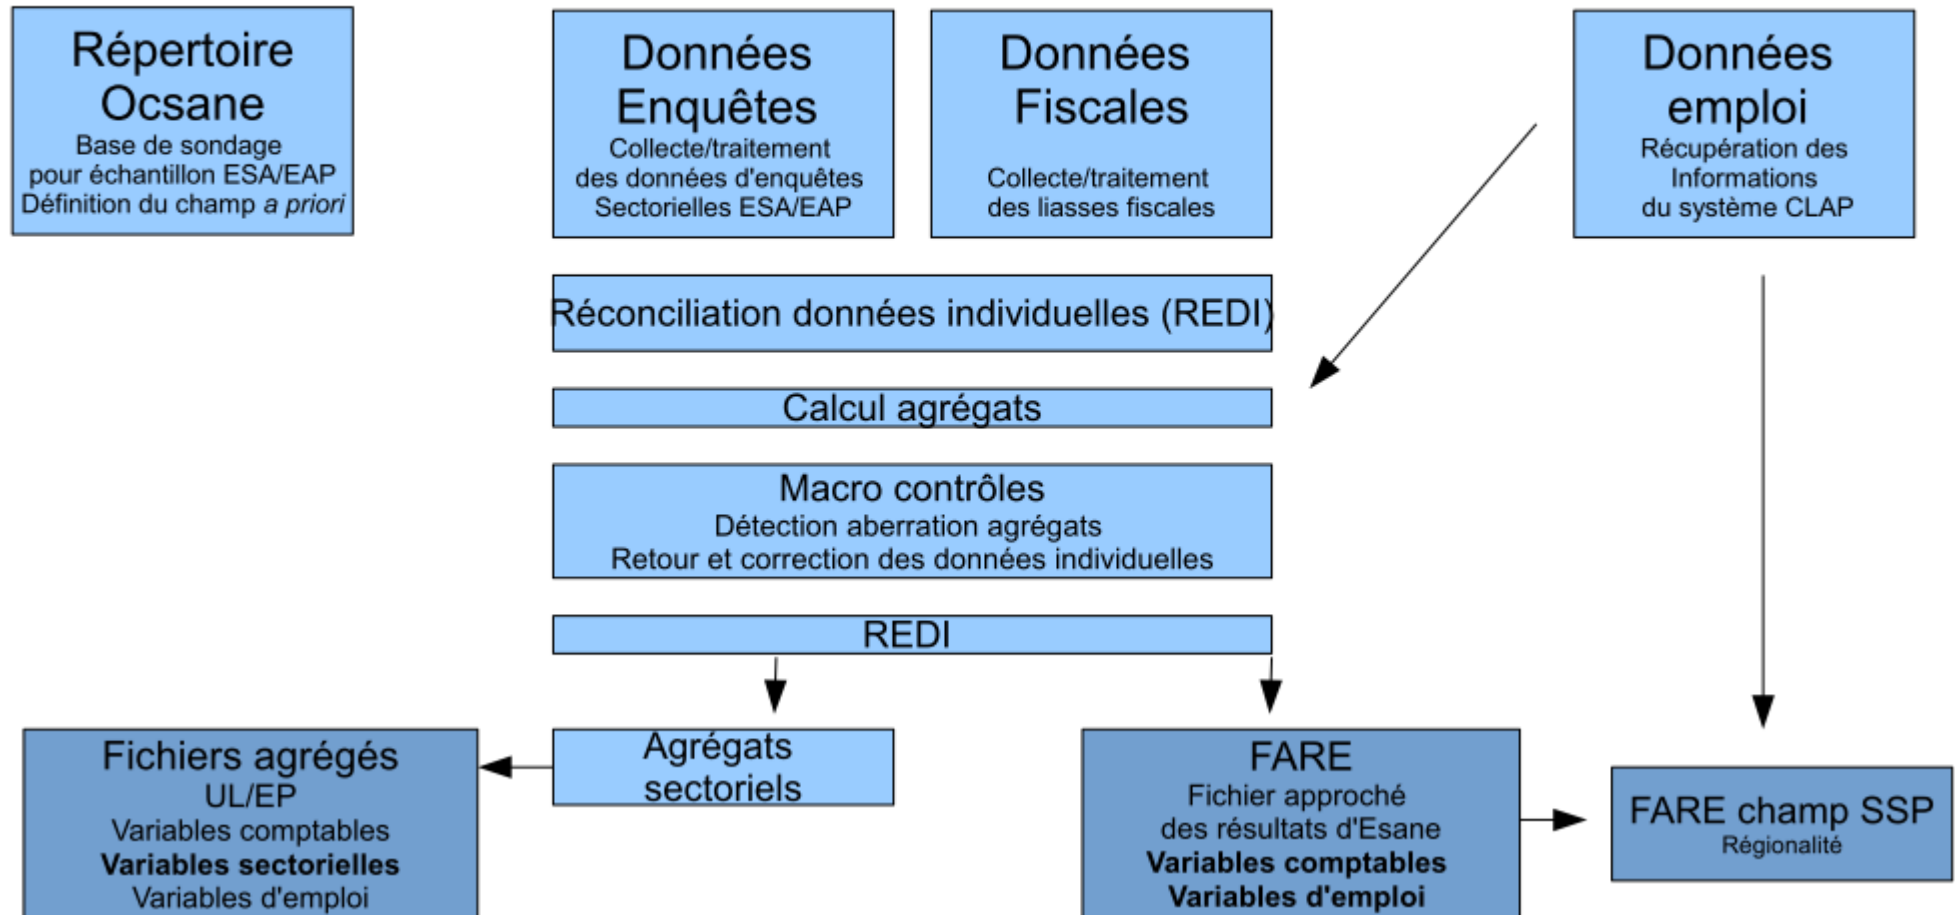 Répertoire
Ocsane
Base de sondage
pour échantillon ESA/EAP
Définition du champ a priori
Données
Enquêtes
Collecte/traitement
des données d'enquêtes
Sectorielles ESA/EAP
Données
Fiscales
Collecte/traitement
des liasses fiscales
Données
emploi
Récupération des
Informations
du système CLAP
Réconciliation données individuelles (REDI)
Calcul agrégats
Macro contrôles
Détection aberration agrégats
Retour et correction des données individuelles
REDI
Fichiers agrégés
UL/EP
Variables comptables
Variables sectorielles
Variables d'emploi
Agrégats
sectoriels
FARE
Fichier approché
des résultats d'Esane
Variables comptables
Variables d'emploi
FARE champ SSP
Régionalité